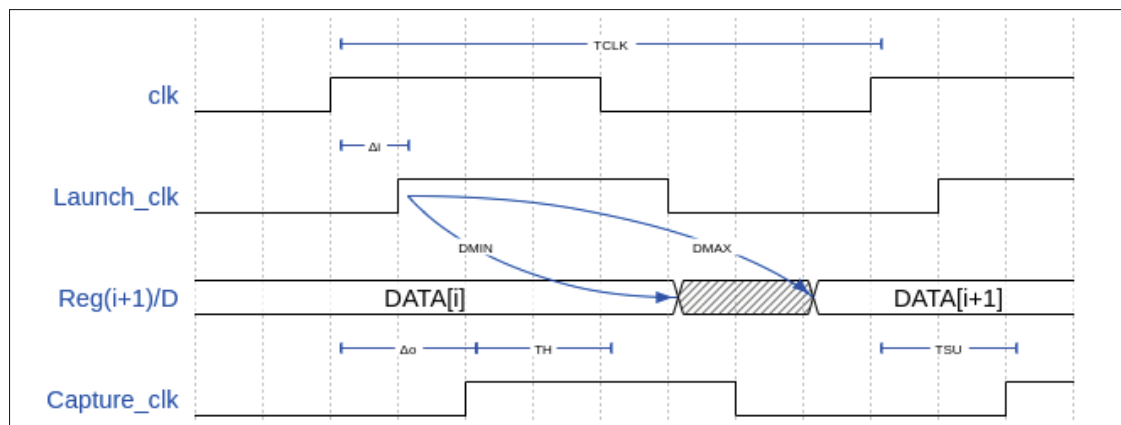 TCLK
clk
Δi
Launch_clk
DMIN
DMAX
Reg(i+1)/D
DATA[i]
DATA[i+1]
Δo
TH
TSU
Capture_clk